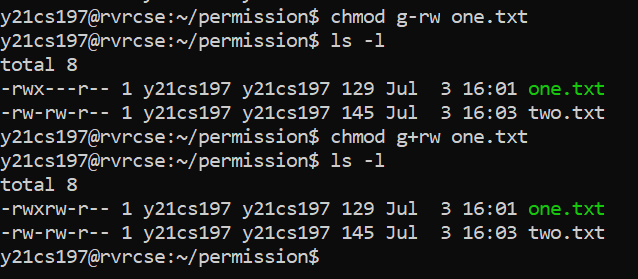 y21cs197@rvrcse:~/permission$ chmod g-rw one.txt
y21cs197@rvrcse:~/permission$ ls -l
total 8
-rwx---r-- 1 y21cs197 y21cs197 129 Jul  3 16:01 one.txt
-rw-rw-r-- 1 y21cs197 y21cs197 145 Jul  3 16:03 two.txt
y21cs197@rvrcse:~/permission$ chmod g+rw one.txt
y21cs197@rvrcse:~/permission$ ls -l
total 8
-rwxrw-r-- 1 y21cs197 y21cs197 129 Jul  3 16:01 one.txt
-rw-rw-r-- 1 y21cs197 y21cs197 145 Jul  3 16:03 two.txt
y21cs197@rvrcse:~/permission$